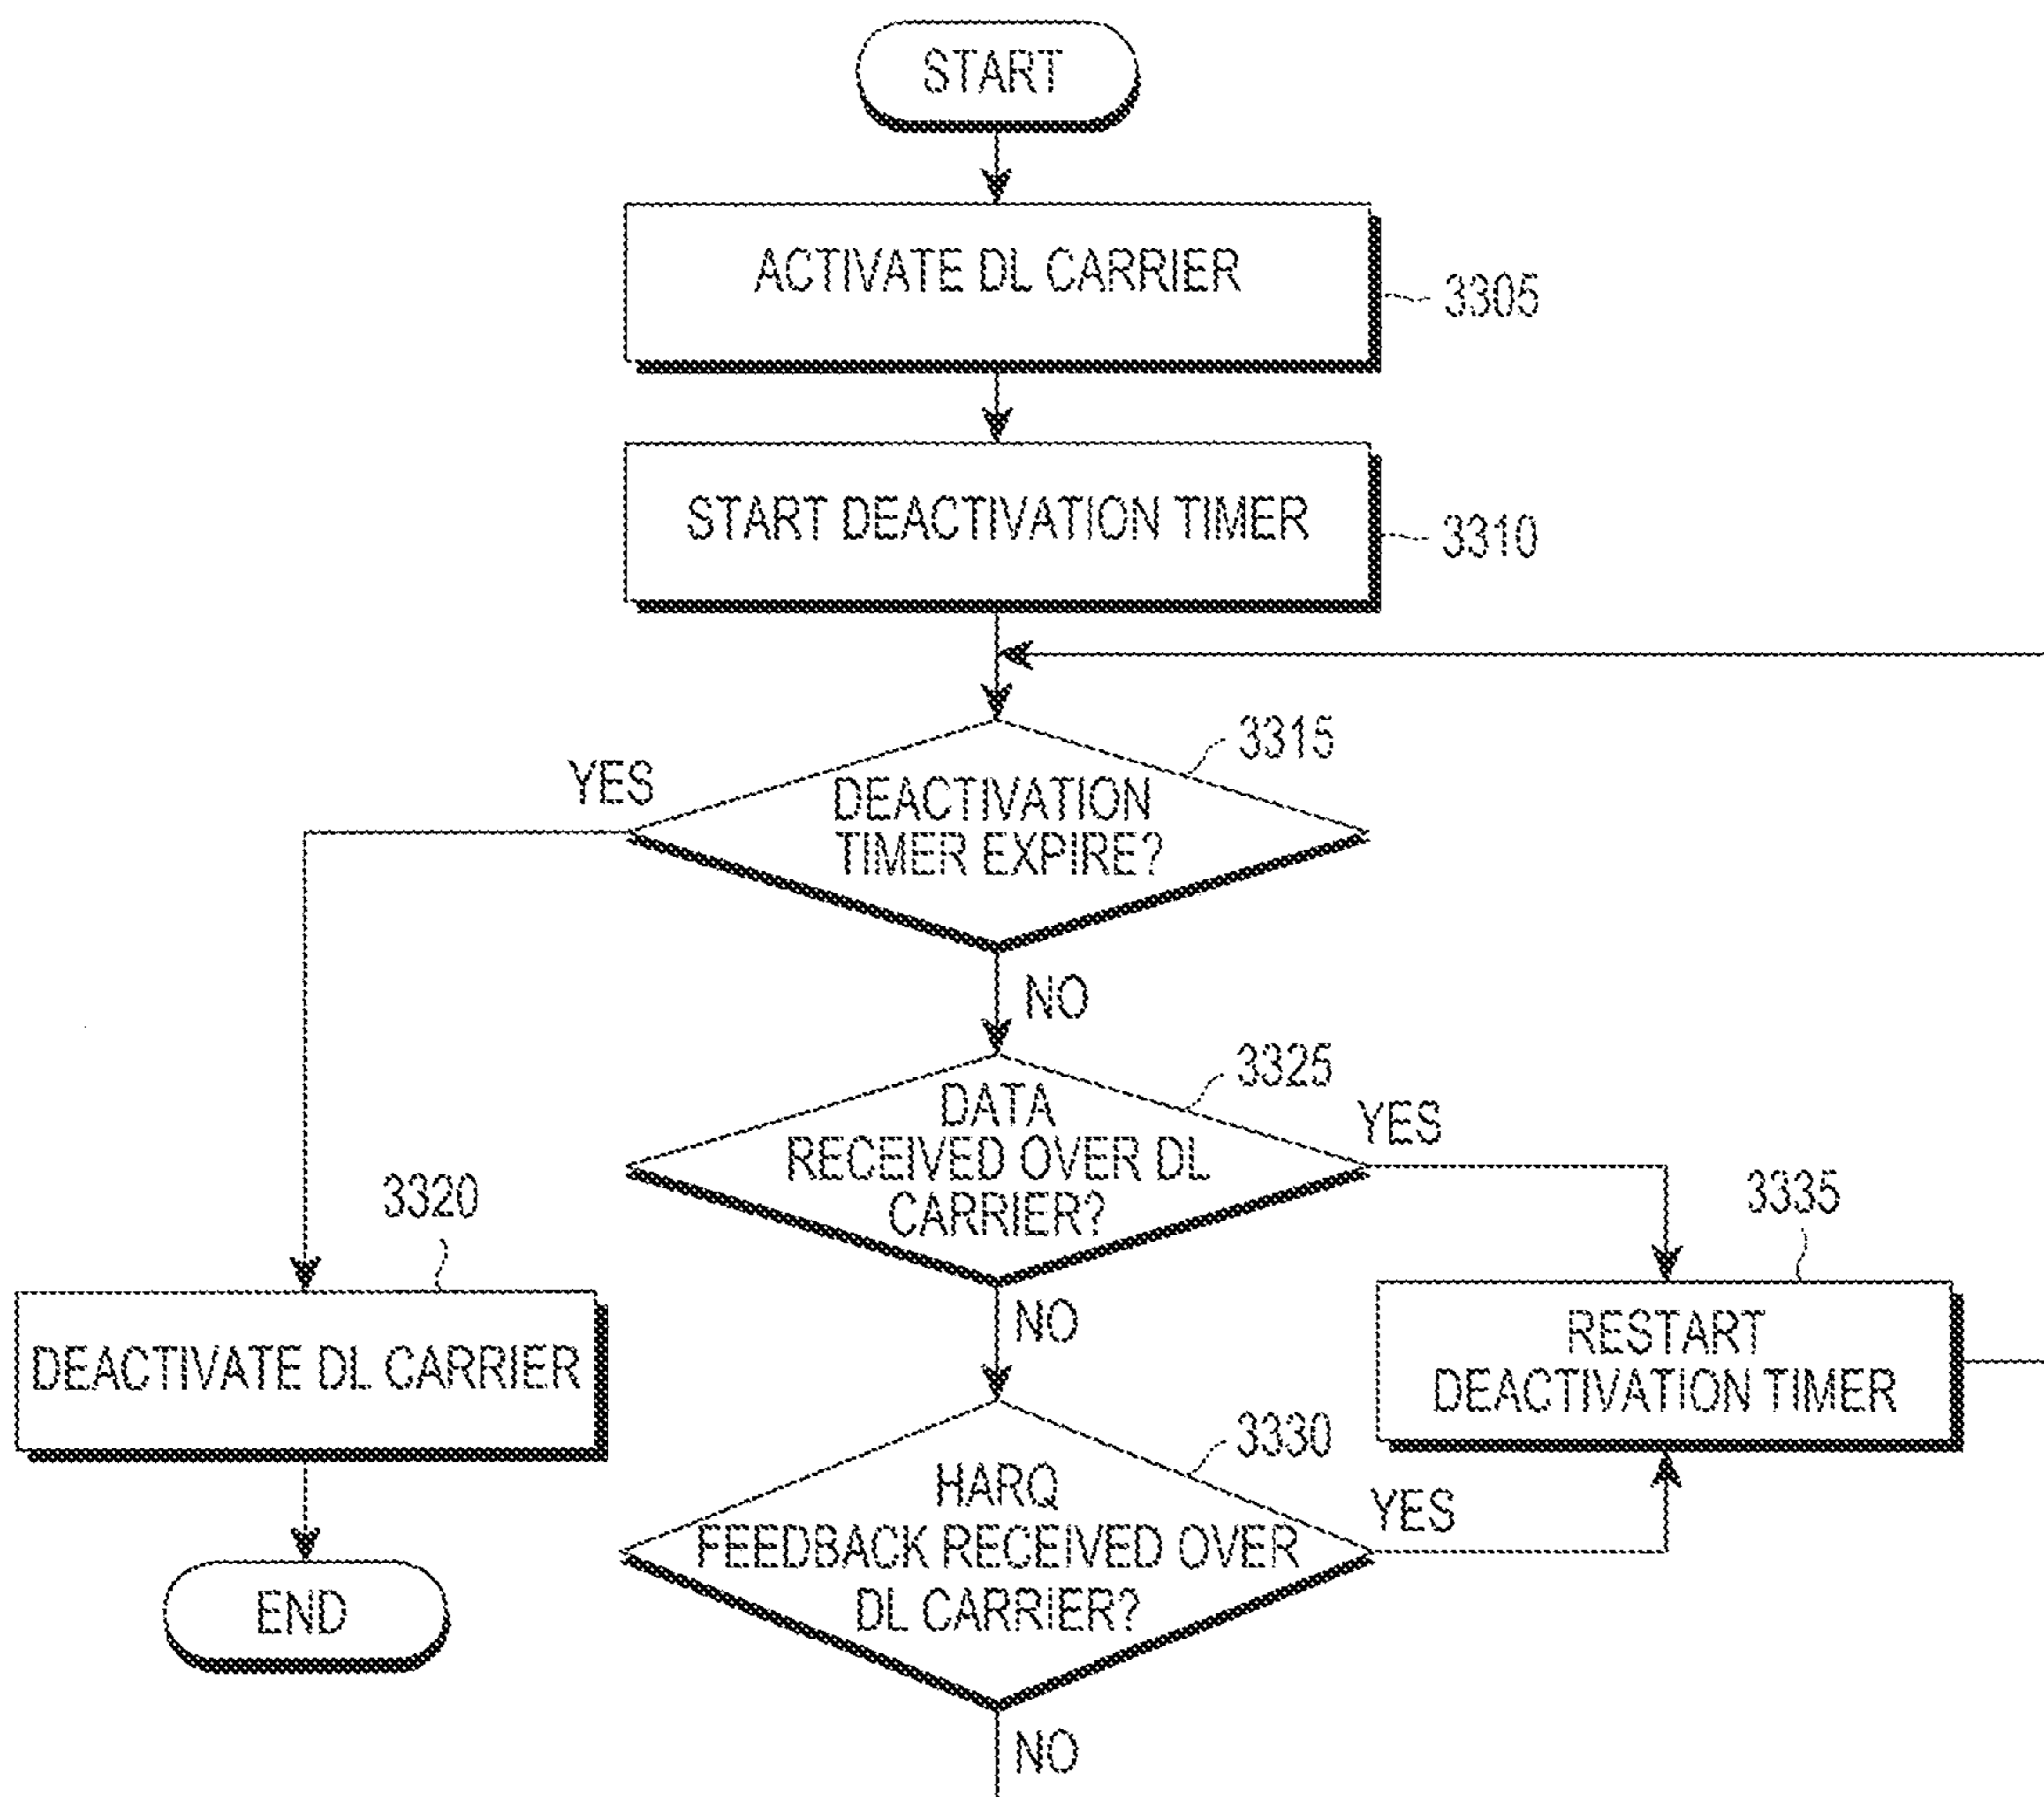 START
ACTIVATE DL CARRIER
3305
START DEACTIVATION TIMER
3310
3315
YES
DEACTIVATION
TIMER EXPIRE?
NO
3325
DATA
RECEIVED OVER DL
CARRIER?
YES
3320
3335
DEACTIVATE DL CARRIER
NO
RESTART
DEACTIVATION TIMER
3330
HARQ
FEEDBACK RECEIVED OVER
DL CARRIER?
YES
END
NO